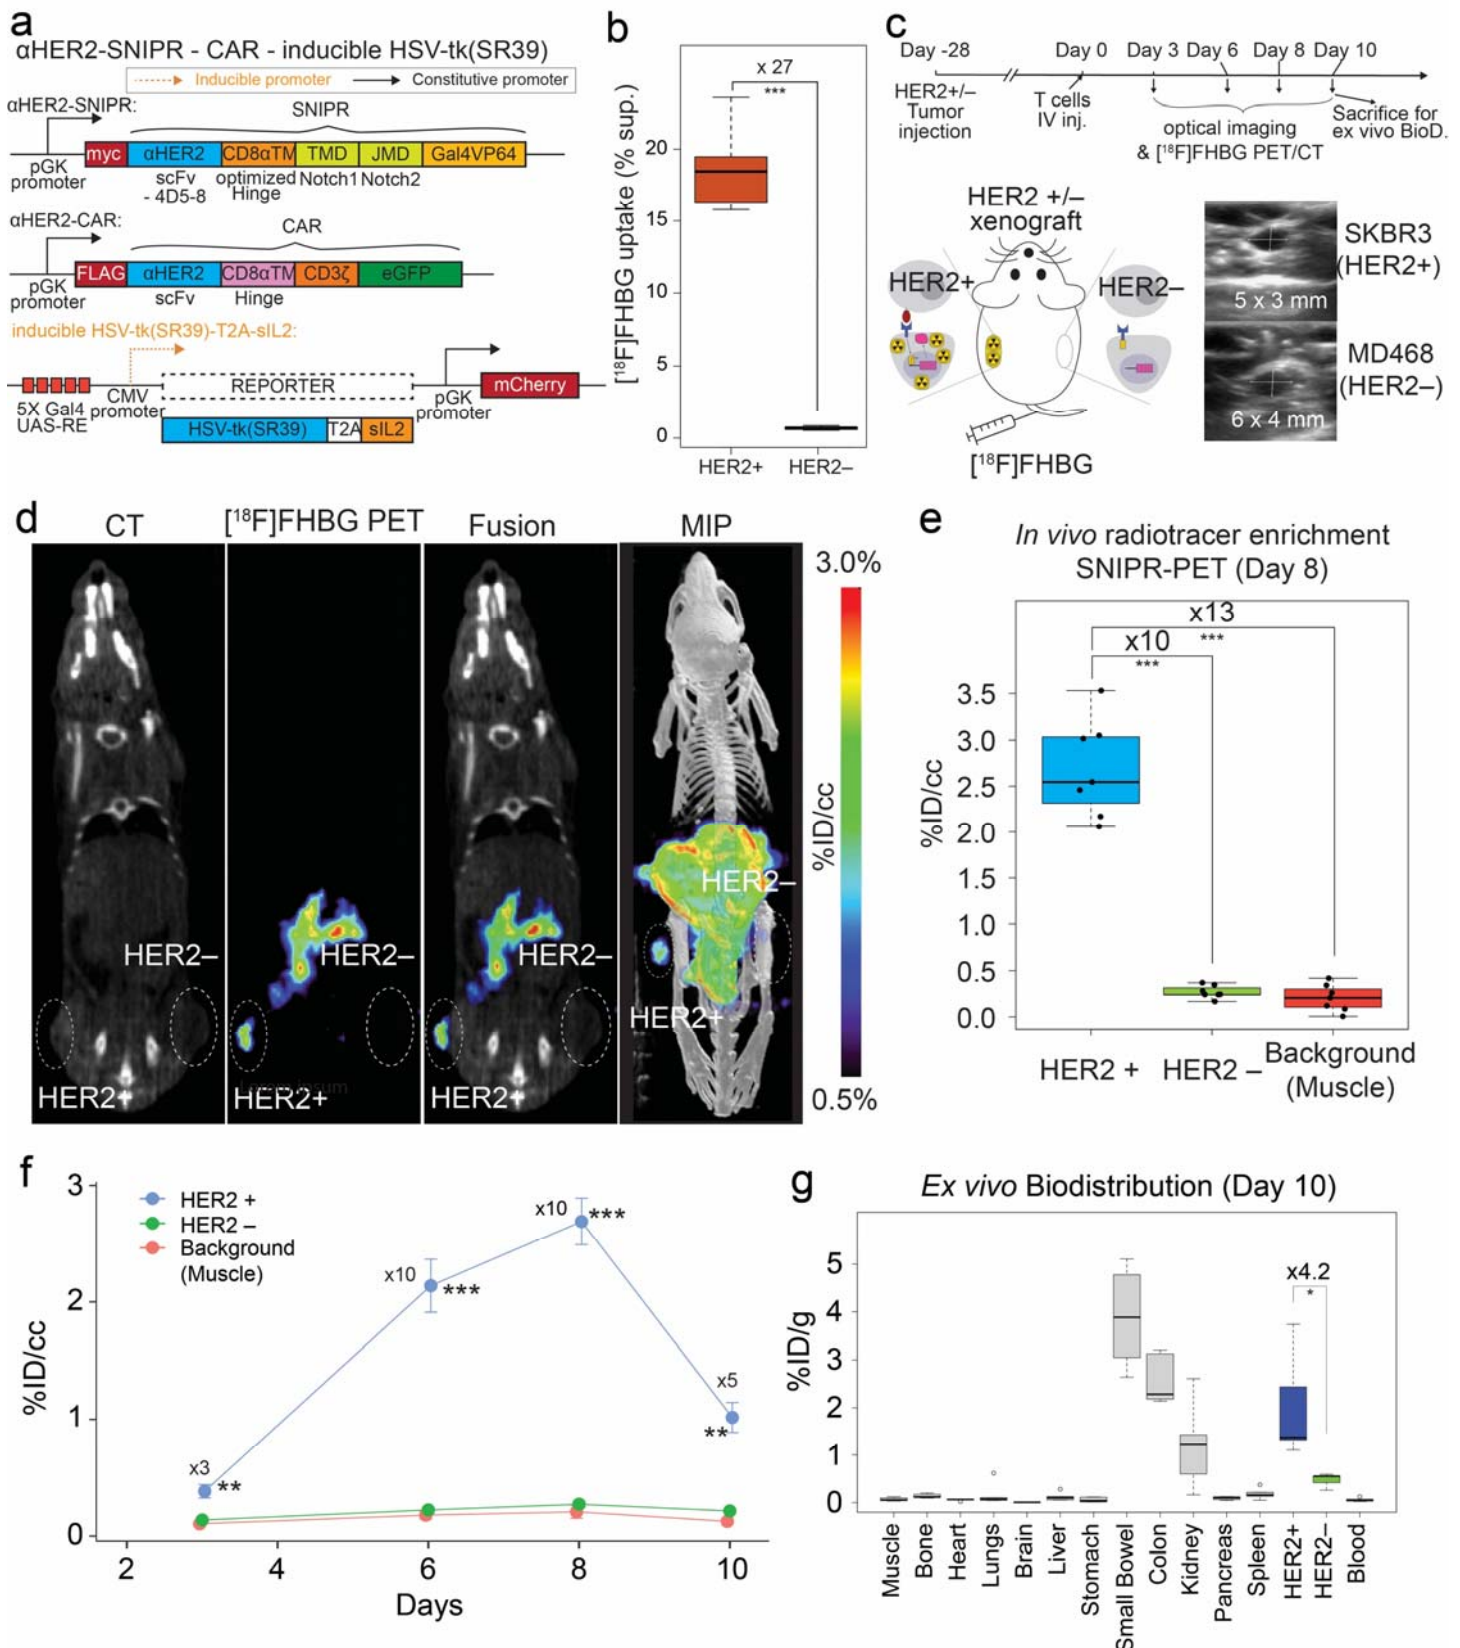 a
αHER2-SNIPR - CAR - inducible HSV-tk(SR39)
Inducible promoter
Constitutive promoter
αHER2-SNIPR:
SNIPR
pGK
promoter
myc
αHER2
CD8αTM
TMD
JMD
Gal4VP64
scFv
- 4D5-8
optimized
Hinge
Notch1
Notch2
αHER2-CAR:
CAR
pGK
promoter
FLAG
αHER2
CD8αTM
CD3ζ
eGFP
scFv
Hinge
inducible HSV-tk(SR39)-T2A-sIL2:
5X Gal4
UAS-RE
CMV
promoter
REPORTER
pGK
promoter
mCherry
HSV-tk(SR39)
T2A
sIL2
b
[18F]FHBG uptake (% sup.)
x 27
***
20
15
10
5
0
HER2+
HER2–
c
Day -28
Day 0
Day 3
Day 6
Day 8
Day 10
HER2+/–
Tumor
injection
T cells
IV inj.
optical imaging
& [18F]FHBG PET/CT
Sacrifice for
ex vivo BioD.
HER2 +/–
xenograft
HER2+
HER2–
[18F]FHBG
5 x 3 mm
SKBR3
(HER2+)
6 x 4 mm
MD468
(HER2–)
d
CT
[18F]FHBG PET
Fusion
MIP
HER2–
HER2+
HER2–
Lorem ipsum
HER2+
HER2–
HER2+
HER2–
HER2+
3.0%
%ID/cc
0.5%
e
In vivo radiotracer enrichment
SNIPR-PET (Day 8)
x13
***
x10
***
%ID/cc
3.5
3.0
2.5
2.0
1.5
1.0
0.5
0.0
HER2 +
HER2 –
Background
(Muscle)
f
HER2 +
HER2 –
Background
(Muscle)
%ID/cc
3
2
1
0
x3
**
x10
***
x10
***
x5
**
2
4
6
8
10
Days
g
Ex vivo Biodistribution (Day 10)
%ID/g
5
4
3
2
1
0
x4.2
*
Muscle
Bone
Heart
Lungs
Brain
Liver
Stomach
Small Bowel
Colon
Kidney
Pancreas
Spleen
HER2+
HER2–
Blood